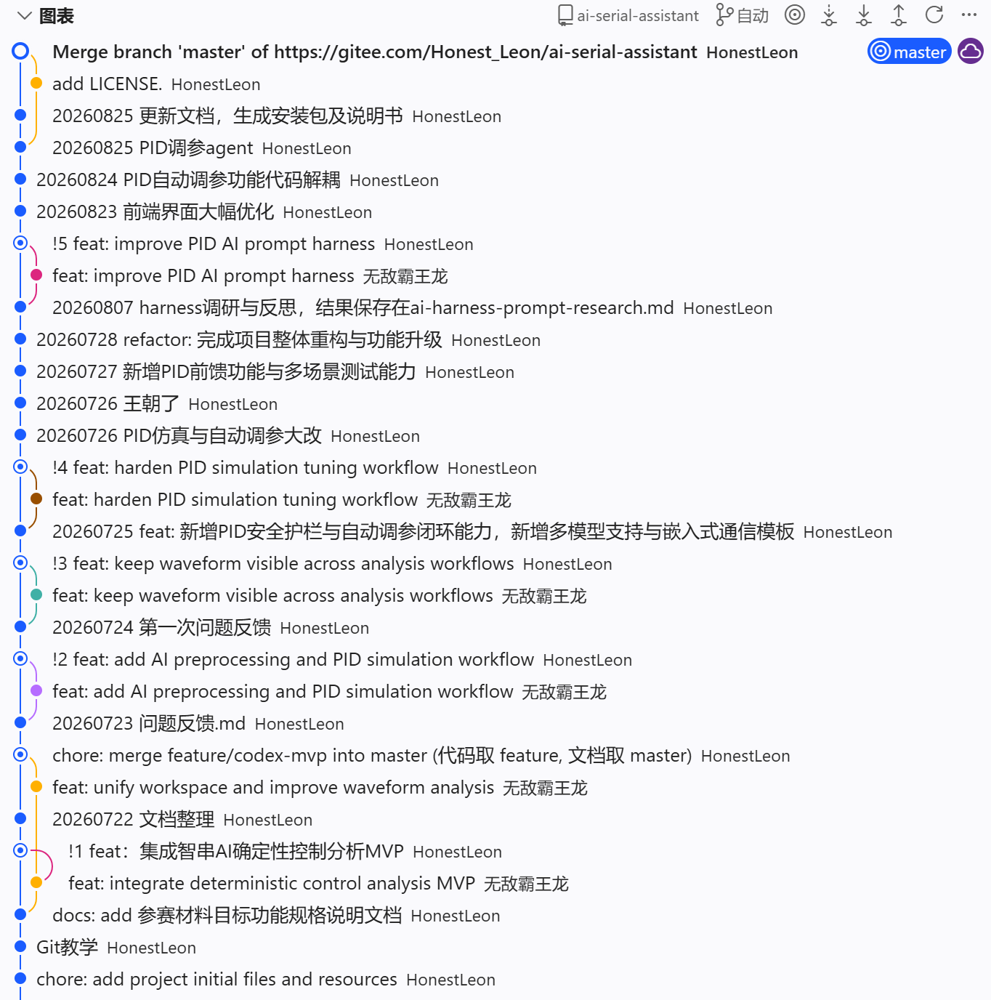 图表 ai-serial-assistant 自动
Merge branch 'master' of https://gitee.com/Honest_Leon/ai-serial-assistant HonestLeon master
add LICENSE. HonestLeon
20260825 更新文档，生成安装包及说明书 HonestLeon
20260825 PID调参agent HonestLeon
20260824 PID自动调参功能代码解耦 HonestLeon
20260823 前端界面大幅优化 HonestLeon
!5 feat: improve PID AI prompt harness HonestLeon
feat: improve PID AI prompt harness 无敌霸王龙
20260807 harness调研与反思，结果保存在ai-harness-prompt-research.md HonestLeon
20260728 refactor: 完成项目整体重构与功能升级 HonestLeon
20260727 新增PID前馈功能与多场景测试能力 HonestLeon
20260726 王朝了 HonestLeon
20260726 PID仿真与自动调参大改 HonestLeon
!4 feat: harden PID simulation tuning workflow HonestLeon
feat: harden PID simulation tuning workflow 无敌霸王龙
20260725 feat: 新增PID安全护栏与自动调参闭环能力，新增多模型支持与嵌入式通信模板 HonestLeon
!3 feat: keep waveform visible across analysis workflows HonestLeon
feat: keep waveform visible across analysis workflows 无敌霸王龙
20260724 第一次问题反馈 HonestLeon
!2 feat: add AI preprocessing and PID simulation workflow HonestLeon
feat: add AI preprocessing and PID simulation workflow 无敌霸王龙
20260723 问题反馈.md HonestLeon
chore: merge feature/codex-mvp into master (代码取 feature, 文档取 master) HonestLeon
feat: unify workspace and improve waveform analysis 无敌霸王龙
20260722 文档整理 HonestLeon
!1 feat：集成智串AI确定性控制分析MVP HonestLeon
feat: integrate deterministic control analysis MVP 无敌霸王龙
docs: add 参赛材料目标功能规格说明文档 HonestLeon
Git教学 HonestLeon
chore: add project initial files and resources HonestLeon